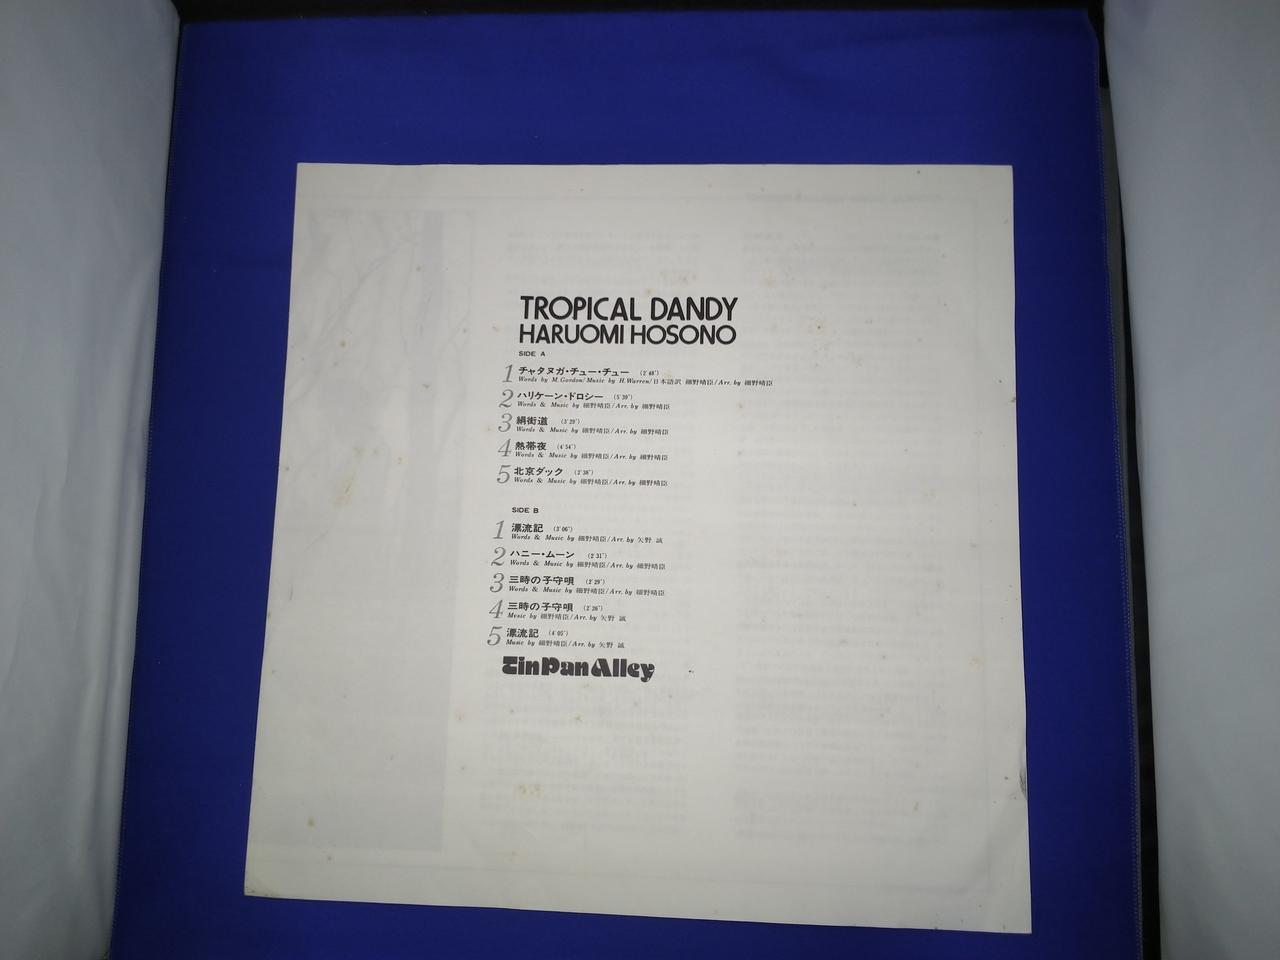 TROPICAL DANDY
HARUOMI HOSONO
SIDE A
1 チャタヌガ・チュー・チュー (2'48")
Words by M. Gordon/Music by H. Warren/日本語訳 細野晴臣/Arr. by 細野晴臣
2 ハリケーン・ドロシー (5'39")
Words & Music by 細野晴臣/Arr. by 細野晴臣
3 絹街道 (3'29")
Words & Music by 細野晴臣/Arr. by 細野晴臣
4 熱帯夜 (4'54")
Words & Music by 細野晴臣/Arr. by 細野晴臣
5 北京ダック (2'38")
Words & Music by 細野晴臣/Arr. by 細野晴臣
SIDE B
1 漂流記 (3'06")
Words & Music by 細野晴臣/Arr. by 矢野 誠
2 ハニー・ムーン (2'31")
Words & Music by 細野晴臣/Arr. by 細野晴臣
3 三時の子守唄 (2'29")
Words & Music by 細野晴臣/Arr. by 細野晴臣
4 三時の子守唄 (2'26")
Music by 細野晴臣/Arr. by 矢野 誠
5 漂流記 (4'05")
Music by 細野晴臣/Arr. by 矢野 誠
Tin Pan Alley